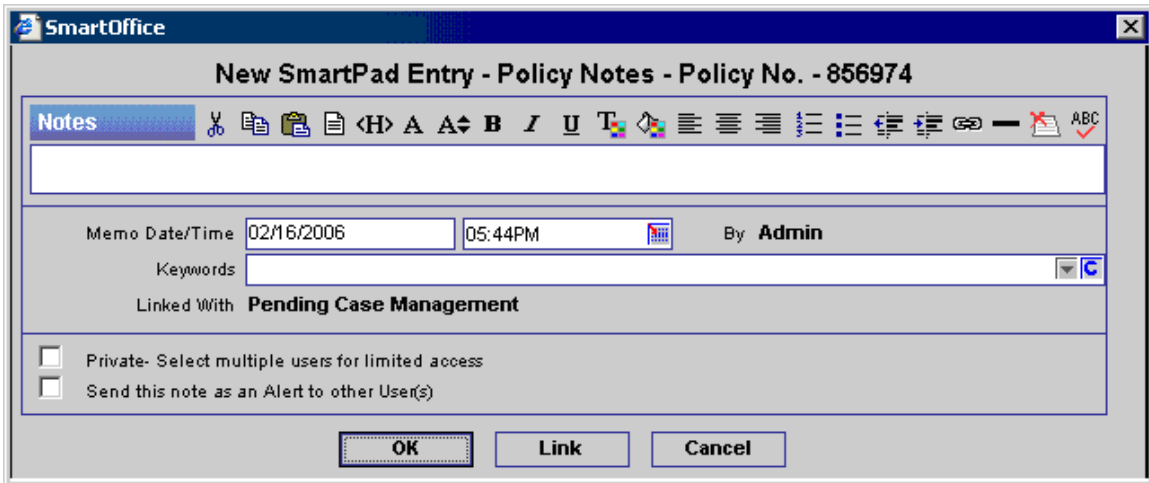 SmartOffice
New SmartPad Entry - Policy Notes - Policy No. - 856974
Notes <H> A A B I U T ABC
Memo Date/Time 02/16/2006 05:44PM By Admin
Keywords C
Linked With Pending Case Management
Private- Select multiple users for limited access
Send this note as an Alert to other User(s)
OK Link Cancel